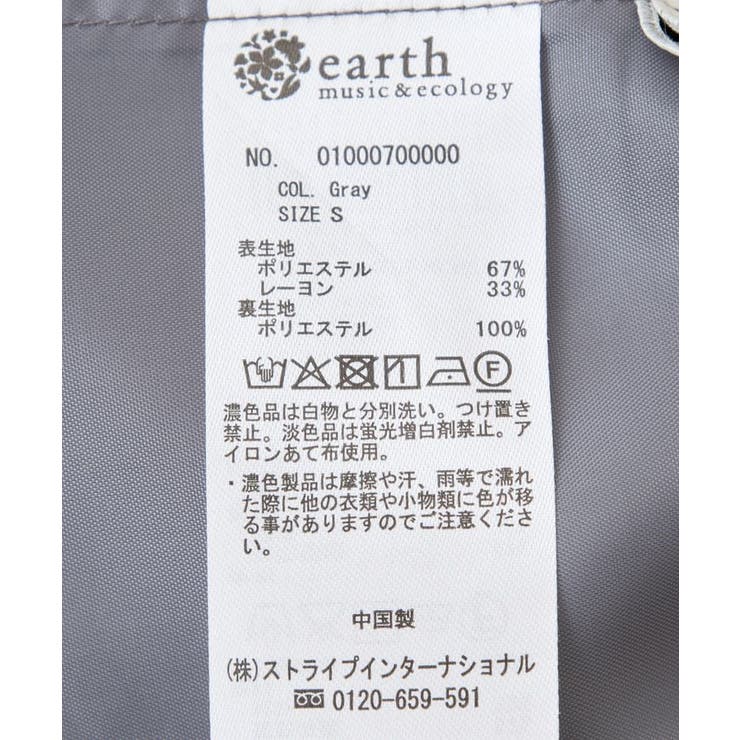 earth
music&ecology
NO. 01000700000
COL. Gray
SIZE S
表生地
ポリエステル 67%
レーヨン 33%
裏生地
ポリエステル 100%
濃色品は白物と分別洗い。つけ置き
禁止。淡色品は蛍光増白剤禁止。ア
イロンあて布使用。
・濃色製品は摩擦や汗、雨等で濡れ
た際に他の衣類や小物類に色が移
る事がありますのでご注意くださ
い。
中国製
(株)ストライプインターナショナル
0120-659-591